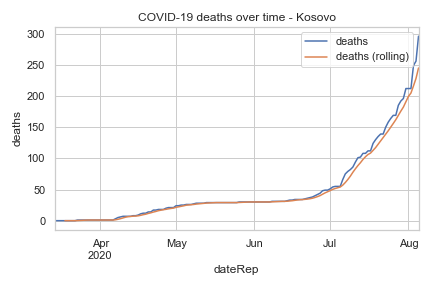 COVID-19 deaths over time - Kosovo
deaths
deaths (rolling)
300
250
200
150
100
50
0
deaths
Apr
2020
May
Jun
Jul
Aug
dateRep